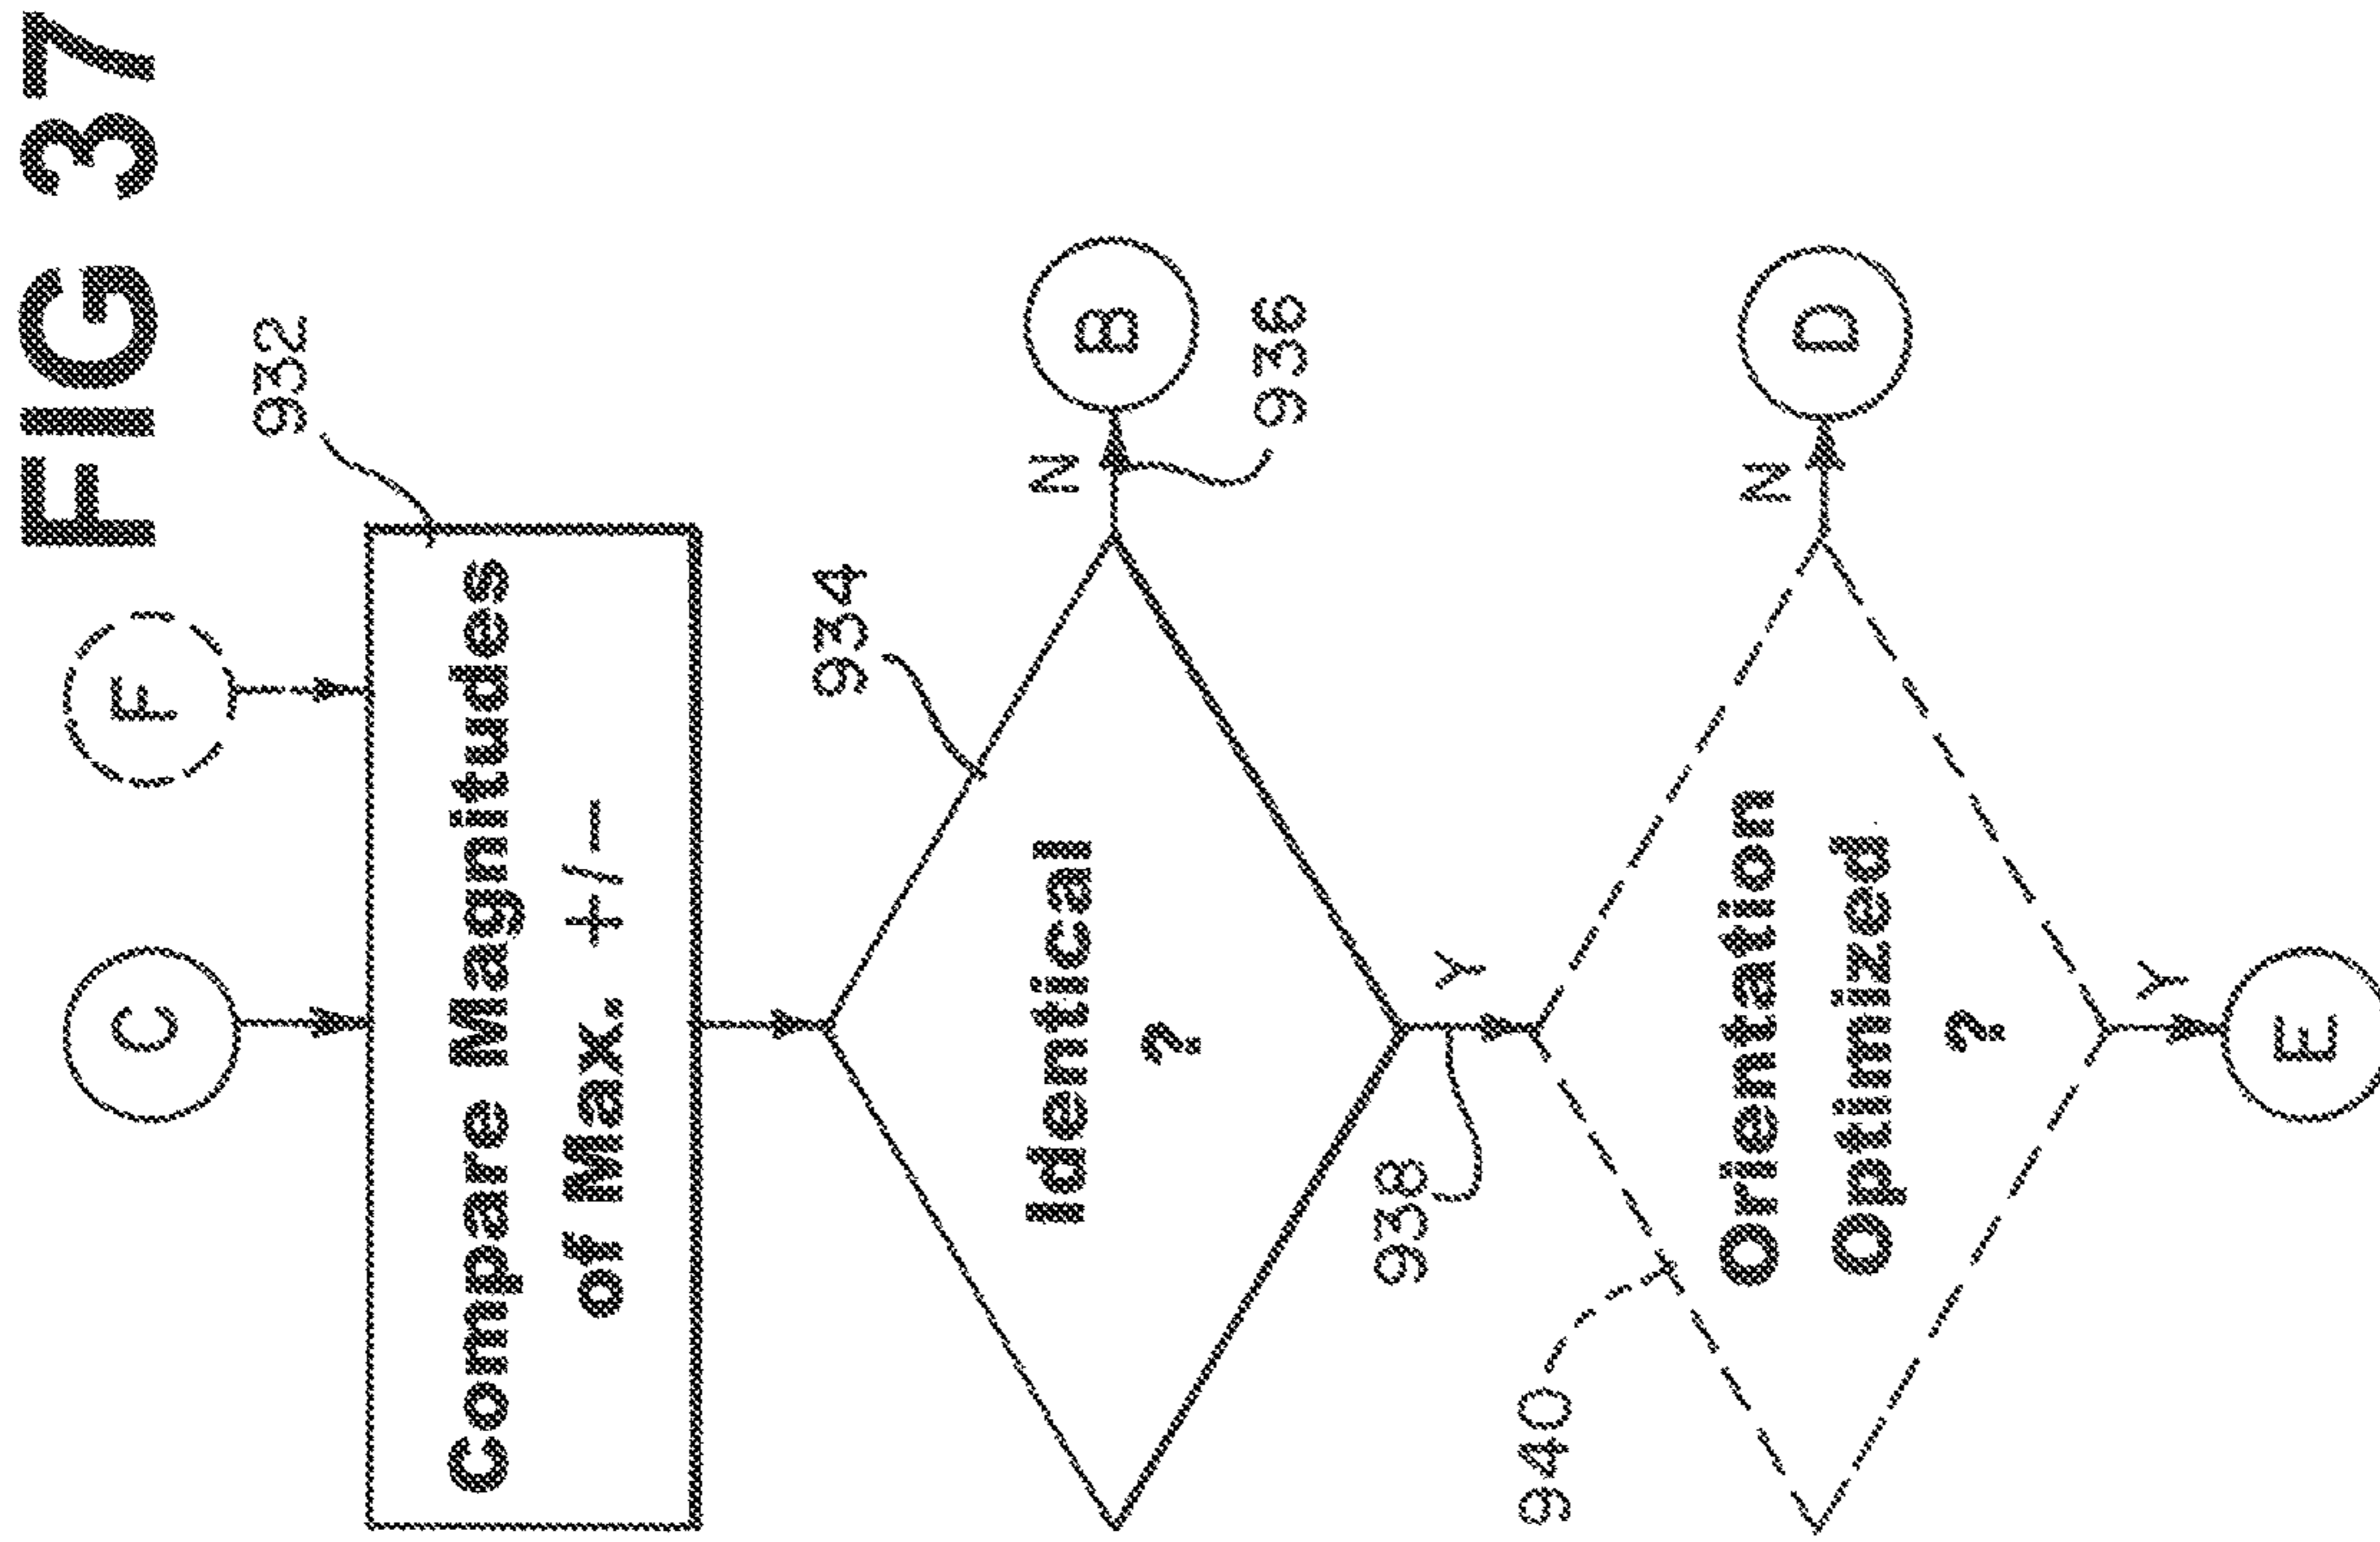 FIG 37
C
F
932
Compare Magnitudes
of Max. +/-
934
Identical
?
N
B
936
Y
938
940
Orientation
Optimized
?
N
D
Y
E